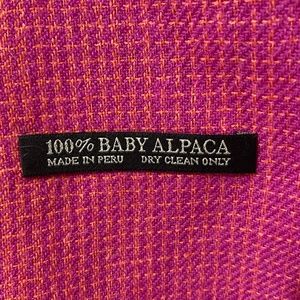 100% BABY ALPACA
MADE IN PERU DRY CLEAN ONLY